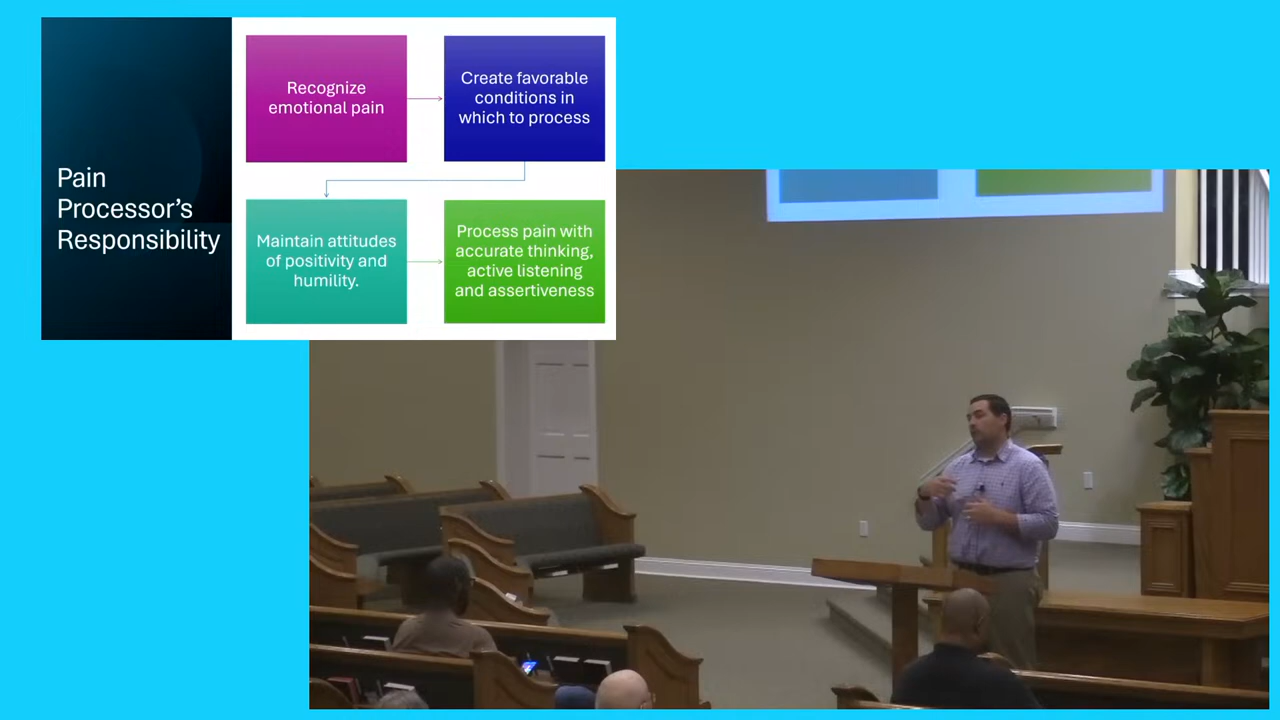 Pain
Processor’s
Responsibility
Recognize
emotional pain
Create favorable
conditions in
which to process
Maintain attitudes
of positivity and
humility.
Process pain with
accurate thinking,
active listening
and assertiveness